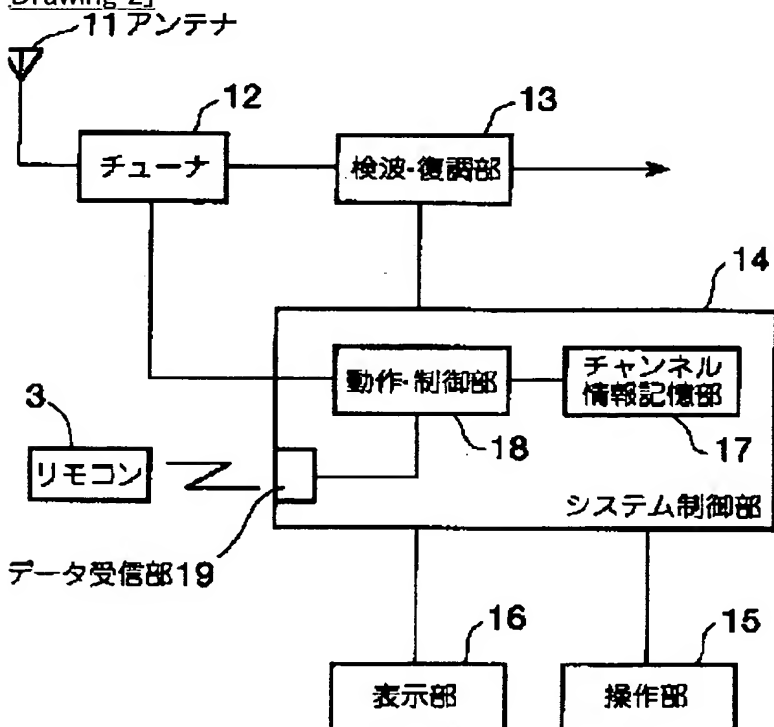 Drawing 2]
11 アンテナ
12
チューナ
13
検波・復調部
14
動作・制御部
18
チャンネル
情報記憶部
17
3
リモコン
システム制御部
データ受信部19
16
表示部
15
操作部